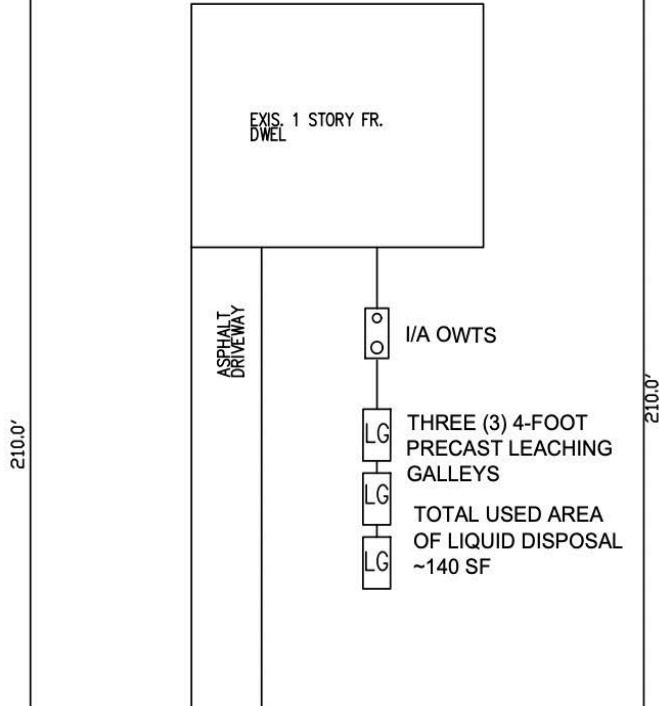 EXIS. 1 STORY FR.
DWEL
ASPHALT
DRIVEWAY
I/A OWTS
210.0'
210.0'
LG
THREE (3) 4-FOOT
PRECAST LEACHING
GALLEYS
LG
TOTAL USED AREA
OF LIQUID DISPOSAL
~140 SF
LG